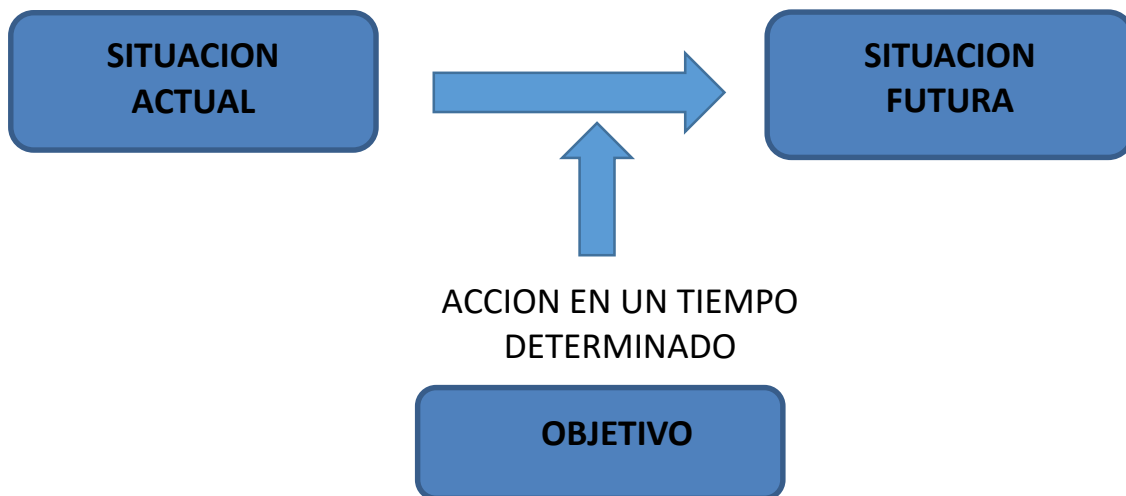 SITUACION
ACTUAL
SITUACION
FUTURA
ACCION EN UN TIEMPO
DETERMINADO
OBJETIVO